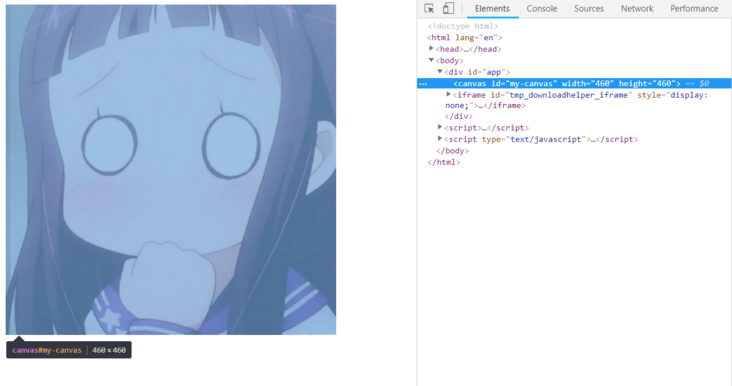 Elements Console Sources Network Performance
<!doctype html>
<html lang="en">
<head>…</head>
<body>
<div id="app">
<canvas id="my-canvas" width="460" height="460"> == $0
<iframe id="tmp_downloadhelper_iframe" style="display:
none;">…</iframe>
</div>
<script>…</script>
<script type="text/javascript">…</script>
</body>
</html>
canvas#my-canvas 460×460